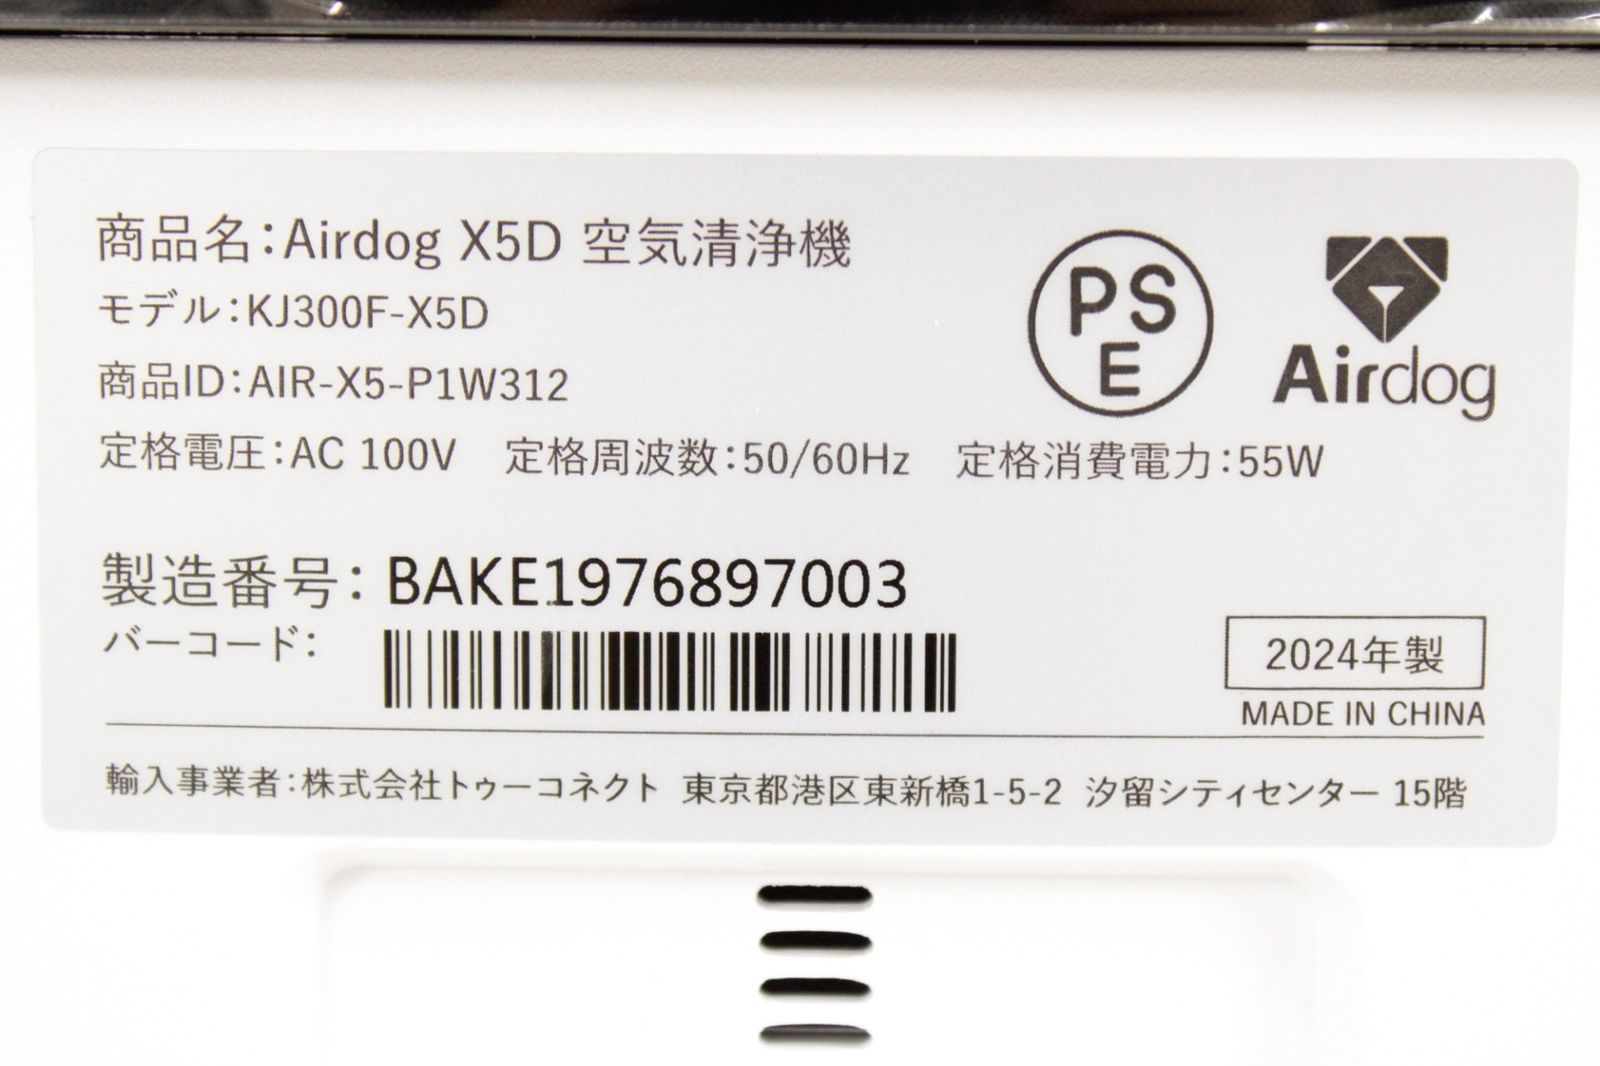 商品名：Airdog X5D 空気清浄機
モデル：KJ300F-X5D
商品ID：AIR-X5-P1W312
定格電圧：AC 100V 定格周波数：50/60Hz 定格消費電力：55W
PSE
Airdog
製造番号：BAKE1976897003
バーコード：
2024年製
MADE IN CHINA
輸入事業者：株式会社トゥーコネクト 東京都港区東新橋1-5-2 汐留シティセンター 15階